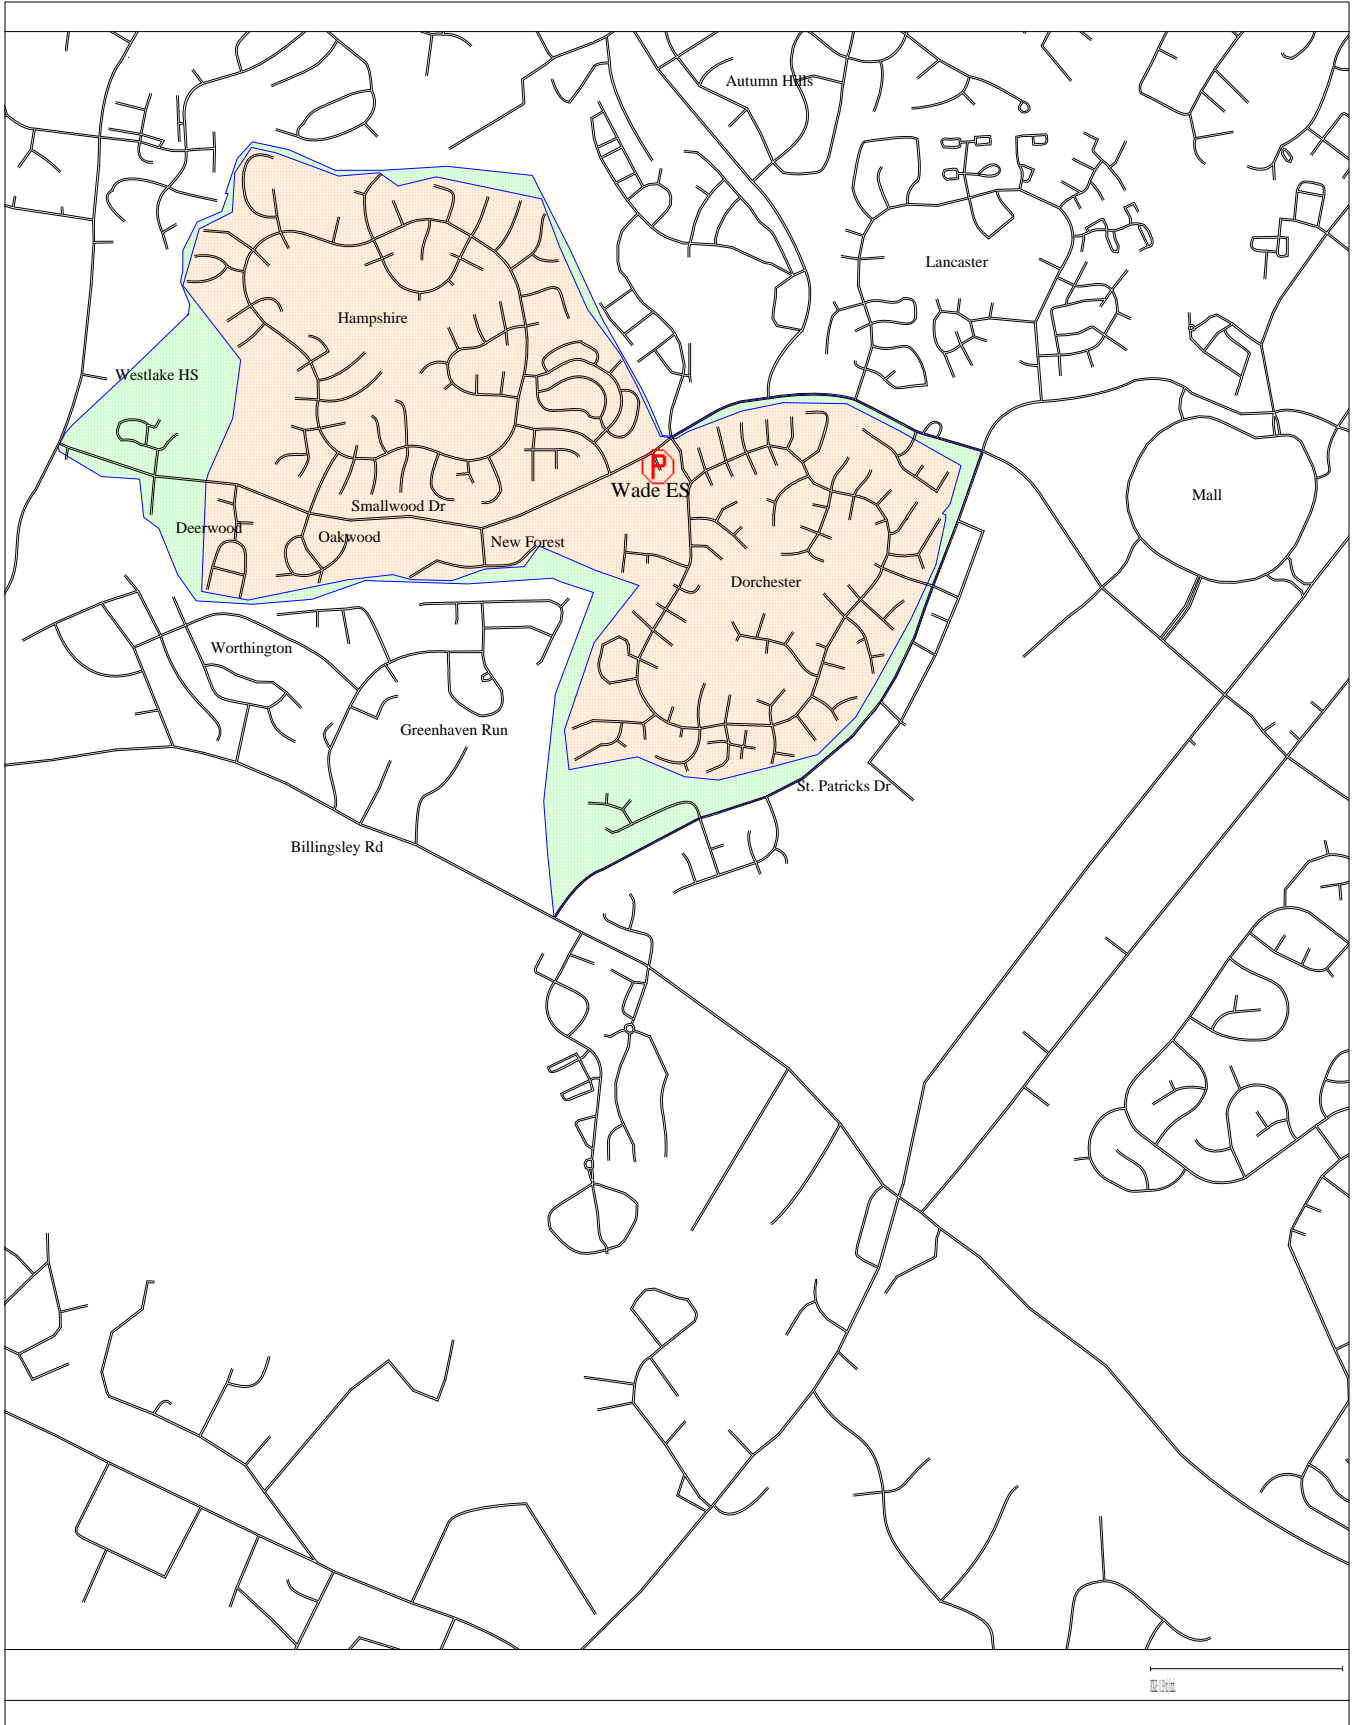 Autumn Hills
Lancaster
Hampshire
Westlake HS
P
Wade ES
Mall
Smallwood Dr
Deerwood
Oakwood
New Forest
Dorchester
Worthington
Greenhaven Run
St. Patricks Dr
Billingsley Rd